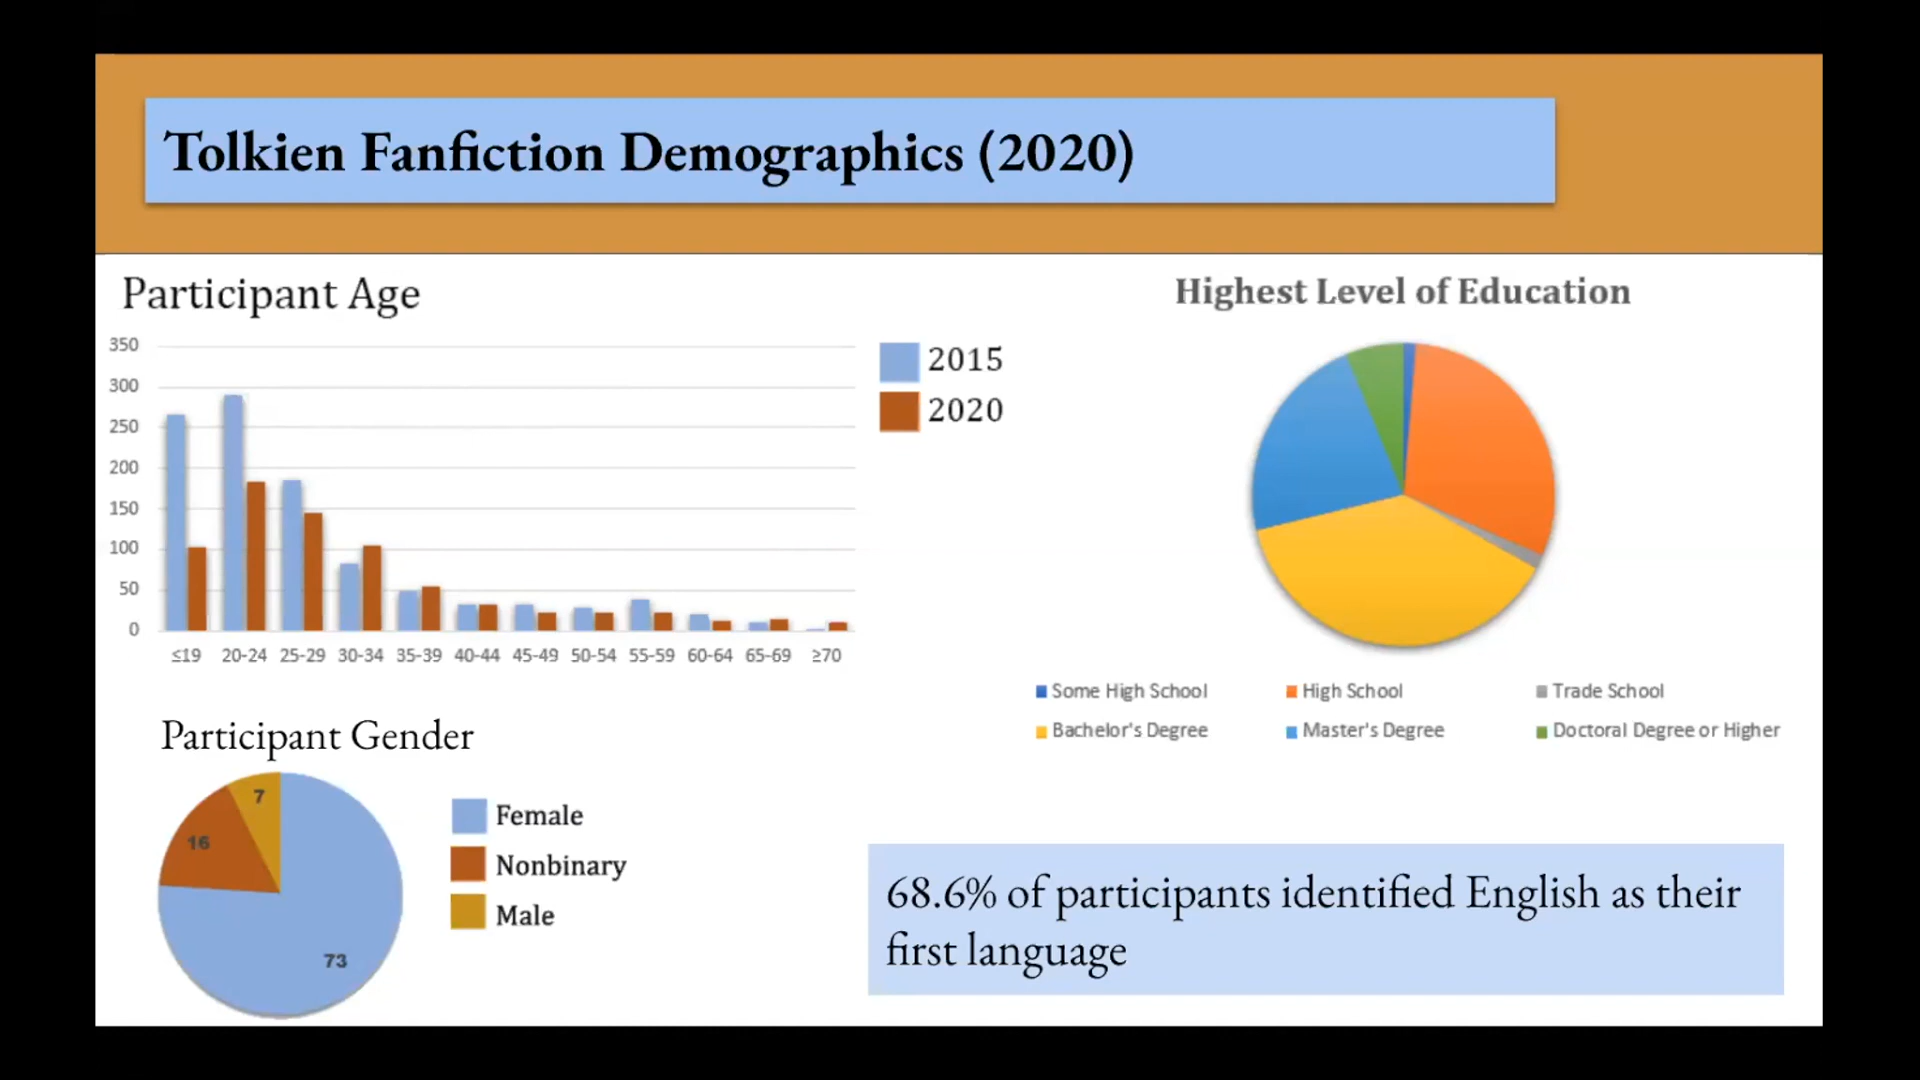 Tolkien Fanfiction Demographics (2020)
Participant Age
350
300
250
200
150
100
50
0
≤19 20-24 25-29 30-34 35-39 40-44 45-49 50-54 55-59 60-64 65-69 ≥70
2015
2020
Highest Level of Education
Some High School High School Trade School
Bachelor's Degree Master's Degree Doctoral Degree or Higher
Participant Gender
7
16
73
Female
Nonbinary
Male
68.6% of participants identified English as their
first language